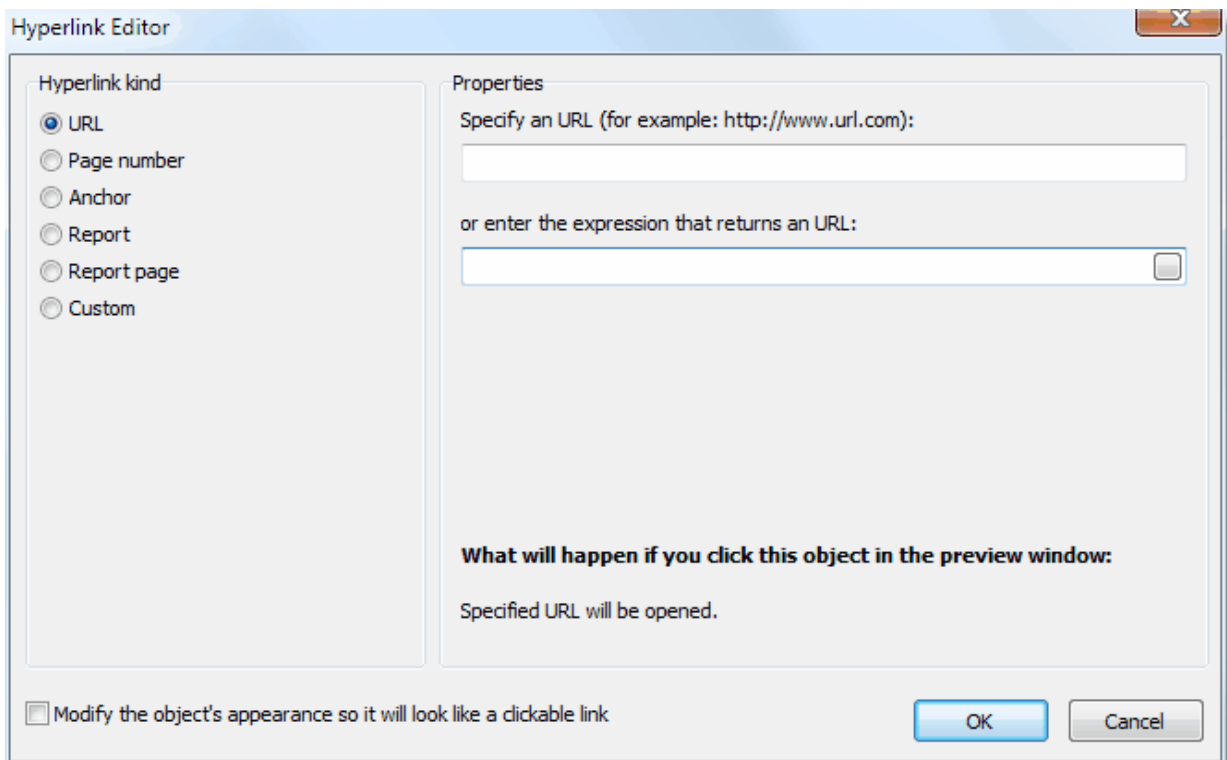 Hyperlink Editor
Hyperlink kind
URL
Page number
Anchor
Report
Report page
Custom
Properties
Specify an URL (for example: http://www.url.com):
or enter the expression that returns an URL:
What will happen if you click this object in the preview window:
Specified URL will be opened.
Modify the object's appearance so it will look like a clickable link
OK
Cancel